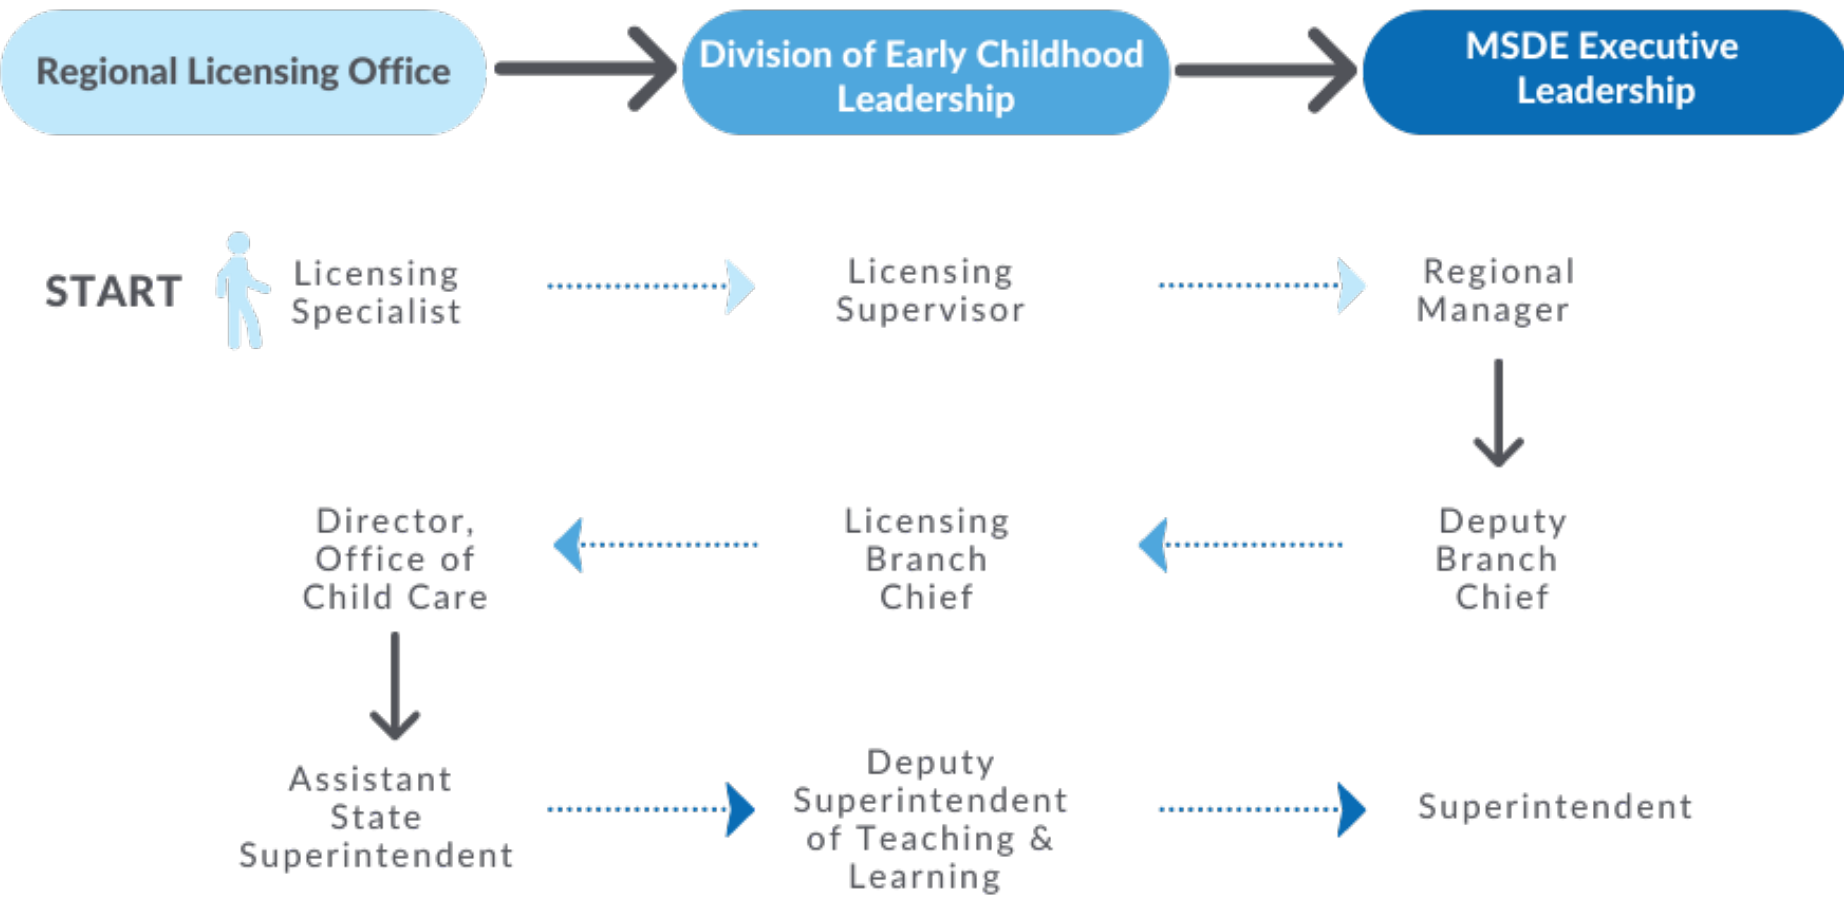 Regional Licensing Office
Division of Early Childhood
Leadership
MSDE Executive
Leadership
START
Licensing
Specialist
Licensing
Supervisor
Regional
Manager
Deputy
Branch
Chief
Licensing
Branch
Chief
Director,
Office of
Child Care
Assistant
State
Superintendent
Deputy
Superintendent
of Teaching &
Learning
Superintendent